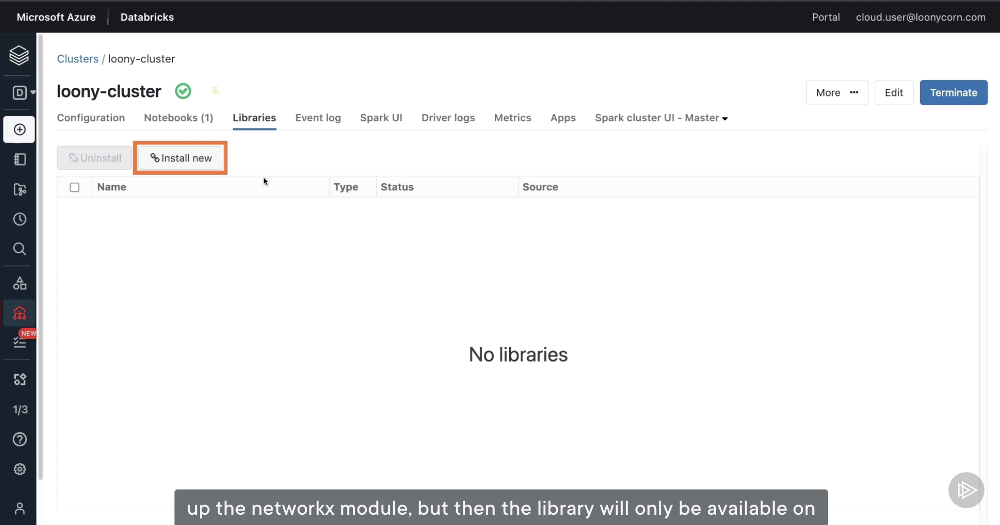 Microsoft Azure Databricks Portal cloud.user@loonycorn.com
Clusters / loony-cluster
loony-cluster
More ••• Edit Terminate
Configuration Notebooks (1) Libraries Event log Spark UI Driver logs Metrics Apps Spark cluster UI - Master
Uninstall Install new
Name Type Status Source
No libraries
D
NEW
1/3
up the networkx module, but then the library will only be available on